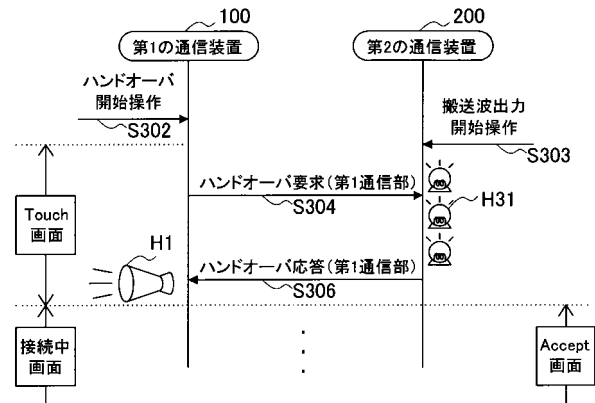 100
200
第1の通信装置
第2の通信装置
ハンドオーバ
開始操作
S302
搬送波出力
開始操作
S303
ハンドオーバ要求(第1通信部)
S304
H31
Touch
画面
H1
ハンドオーバ応答(第1通信部)
S306
接続中
画面
Accept
画面